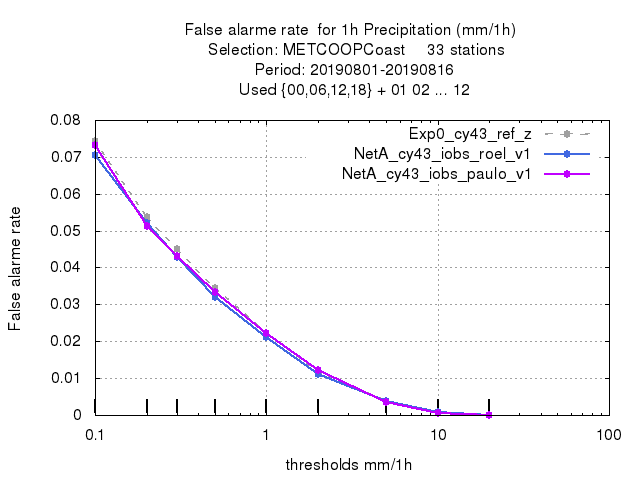 False alarme rate  for 1h Precipitation (mm/1h)
Selection: METCOOPCoast     33 stations
Period: 20190801-20190816
Used {00,06,12,18} + 01 02 ... 12
Exp0_cy43_ref_z
NetA_cy43_iobs_roel_v1
NetA_cy43_iobs_paulo_v1
0.08
0.07
0.06
0.05
0.04
0.03
0.02
0.01
0
False alarme rate
0.1 1 10 100
thresholds mm/1h